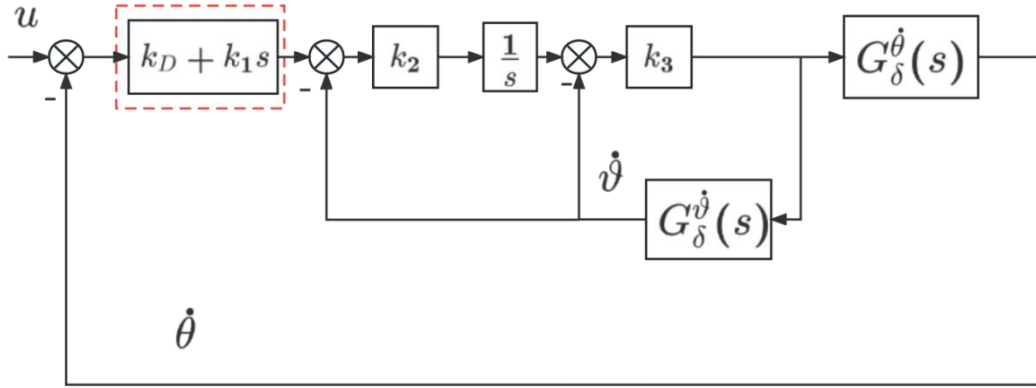 u
k_D + k_1 s
k_2
1/s
k_3
G_δ^θ̇(s)
-
-
-
ϑ̇
G_δ^ϑ̇(s)
θ̇